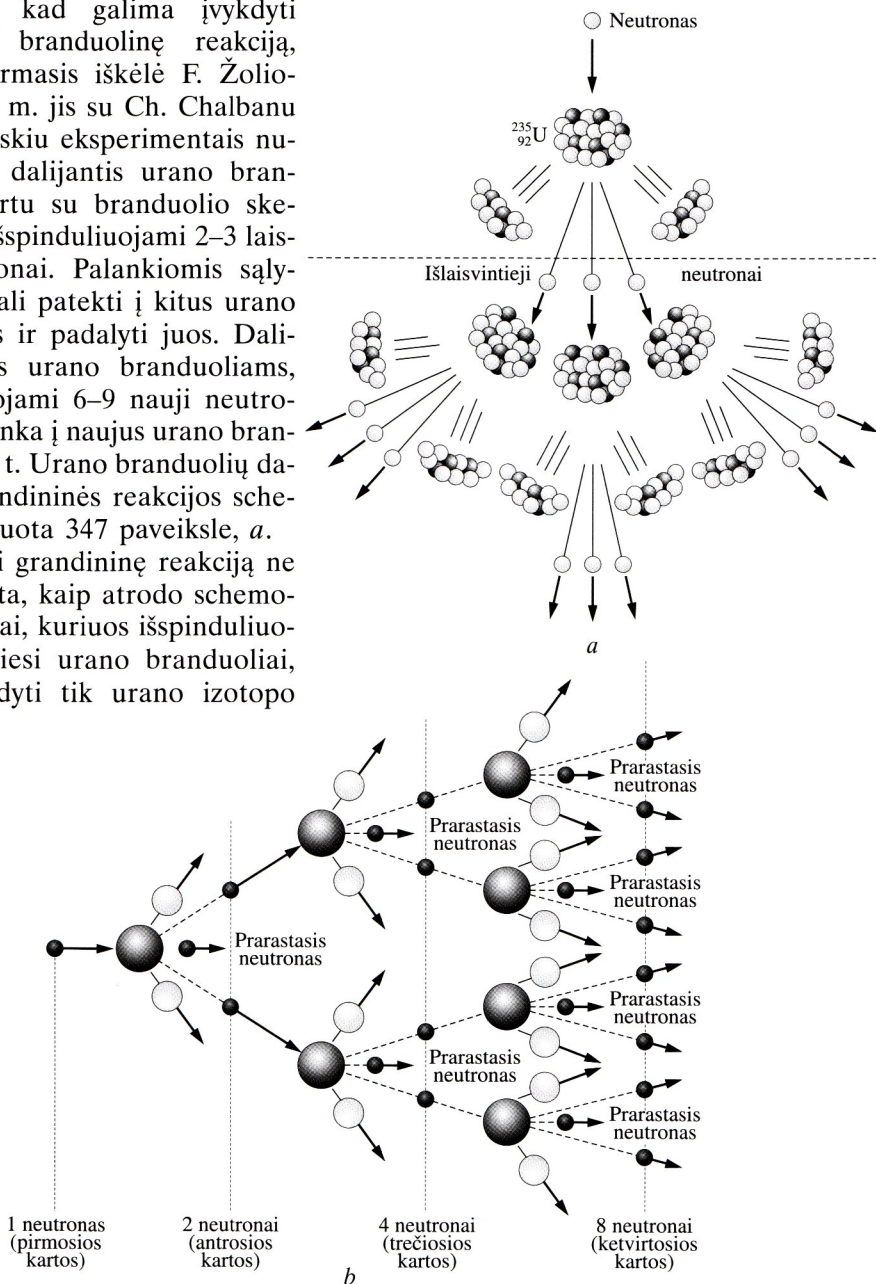 kad galima įvykdyti
branduolinę reakciją,
rmasis iškėlė F. Žolio-
m. jis su Ch. Chalbanu
skiu eksperimentais nu-
dalijantis urano bran-
rtu su branduolio ske-
šspinduliuojami 2–3 lais-
onai. Palankiomis sąly-
ali patekti į kitus urano
s ir padalyti juos. Dali-
s urano branduoliams,
ojami 6–9 nauji neutro-
nka į naujus urano bran-
t. Urano branduolių da-
ndininės reakcijos sche-
uota 347 paveiksle, a.
i grandininę reakciją ne
ta, kaip atrodo schemo-
ai, kuriuos išspinduliuo-
iesi urano branduoliai,
dyti tik urano izotopo
Neutronas
235
92U
Išlaisvintieji neutronai
a
Prarastasis
neutronas
Prarastasis
neutronas
Prarastasis
neutronas
Prarastasis
neutronas
Prarastasis
neutronas
Prarastasis
neutronas
Prarastasis
neutronas
1 neutronas
(pirmosios
kartos)
2 neutronai
(antrosios
kartos)
4 neutronai
(trečiosios
kartos)
8 neutronai
(ketvirtosios
kartos)
b